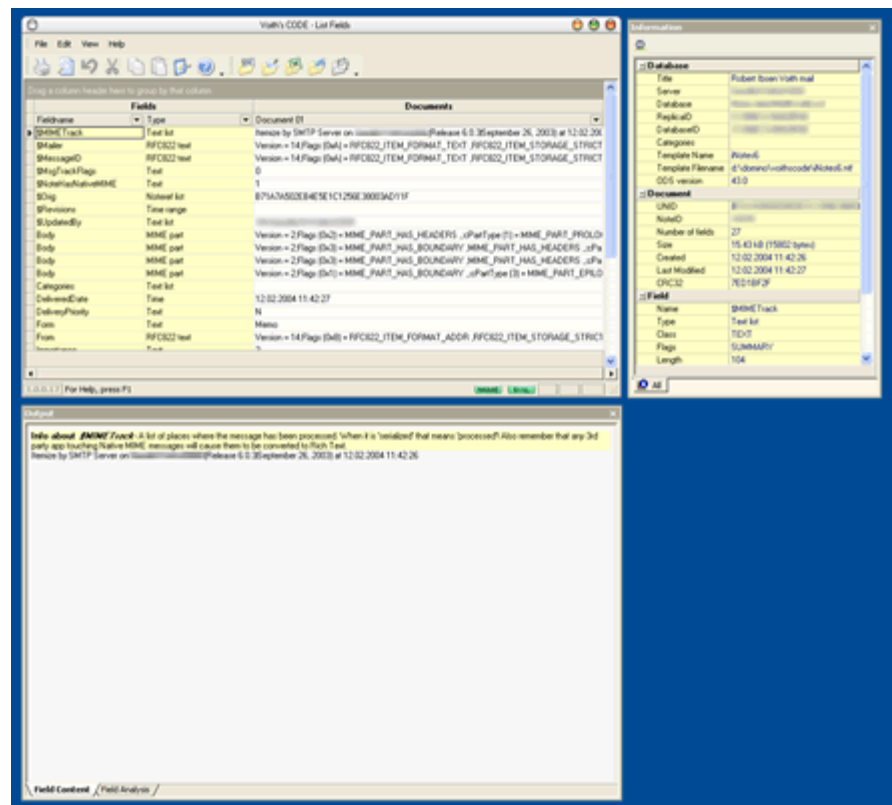 Voith's CODE - List Fields
File Edit View Help
Drag a column header here to group by that column
Fields Documents
Fieldname Type Document 01
$MIMETrack Text list Itemize by SMTP Server on (Release 6.0.3|September 26, 2003) at 12.02.200
$Mailer RFC822 text Version = 14;Flags (0xA) = RFC822_ITEM_FORMAT_TEXT ,RFC822_ITEM_STORAGE_STRICT
$MessageID RFC822 text Version = 14;Flags (0xA) = RFC822_ITEM_FORMAT_TEXT ,RFC822_ITEM_STORAGE_STRICT
$MsgTrackFlags Text 0
$NoteHasNativeMIME Text 1
$Orig Noteref list
$Revisions Time range
$UpdatedBy Text list
Body MIME part Version = 2;Flags (0x2) = MIME_PART_HAS_HEADERS ,;cPartType (1) = MIME_PART_PROLO
Body MIME part Version = 2;Flags (0x3) = MIME_PART_HAS_BOUNDARY ,MIME_PART_HAS_HEADERS ,;cPa
Body MIME part Version = 2;Flags (0x3) = MIME_PART_HAS_BOUNDARY ,MIME_PART_HAS_HEADERS ,;cPa
Body MIME part Version = 2;Flags (0x1) = MIME_PART_HAS_BOUNDARY ,;cPartType (3) = MIME_PART_EPILO
Categories Text list
DeliveredDate Time 12.02.2004 11:42:27
DeliveryPriority Text N
Form Text Memo
From RFC822 text Version = 14;Flags (0x8) = RFC822_ITEM_FORMAT_ADDR ,RFC822_ITEM_STORAGE_STRICT
Importance Text 2
For Help, press F1
Information
Database
Title Robert Ibsen Voith mail
Server
Database
ReplicaID
DatabaseID
Categories
Template Name iNotes6
Template Filename d:\domino\voithscode\iNotes6.ntf
ODS version 43.0
Document
UNID
NoteID
Number of fields 27
Size 15.43 kB (15802 bytes)
Created 12.02.2004 11:42:26
Last Modified 12.02.2004 11:42:27
CRC32 7ED1BF2F
Field
Name $MIMETrack
Type Text list
Class TEXT
Flags SUMMARY
Length 104
All
Output
Info about $MIMETrack - A list of places where the message has been processed. When it is 'serialized' that means 'processed'! Also remember that any 3rd
party app touching Native MIME messages will cause them to be converted to Rich Text.
Itemize by SMTP Server on (Release 6.0.3|September 26, 2003) at 12.02.2004 11:42:26
Field Content Field Analysis